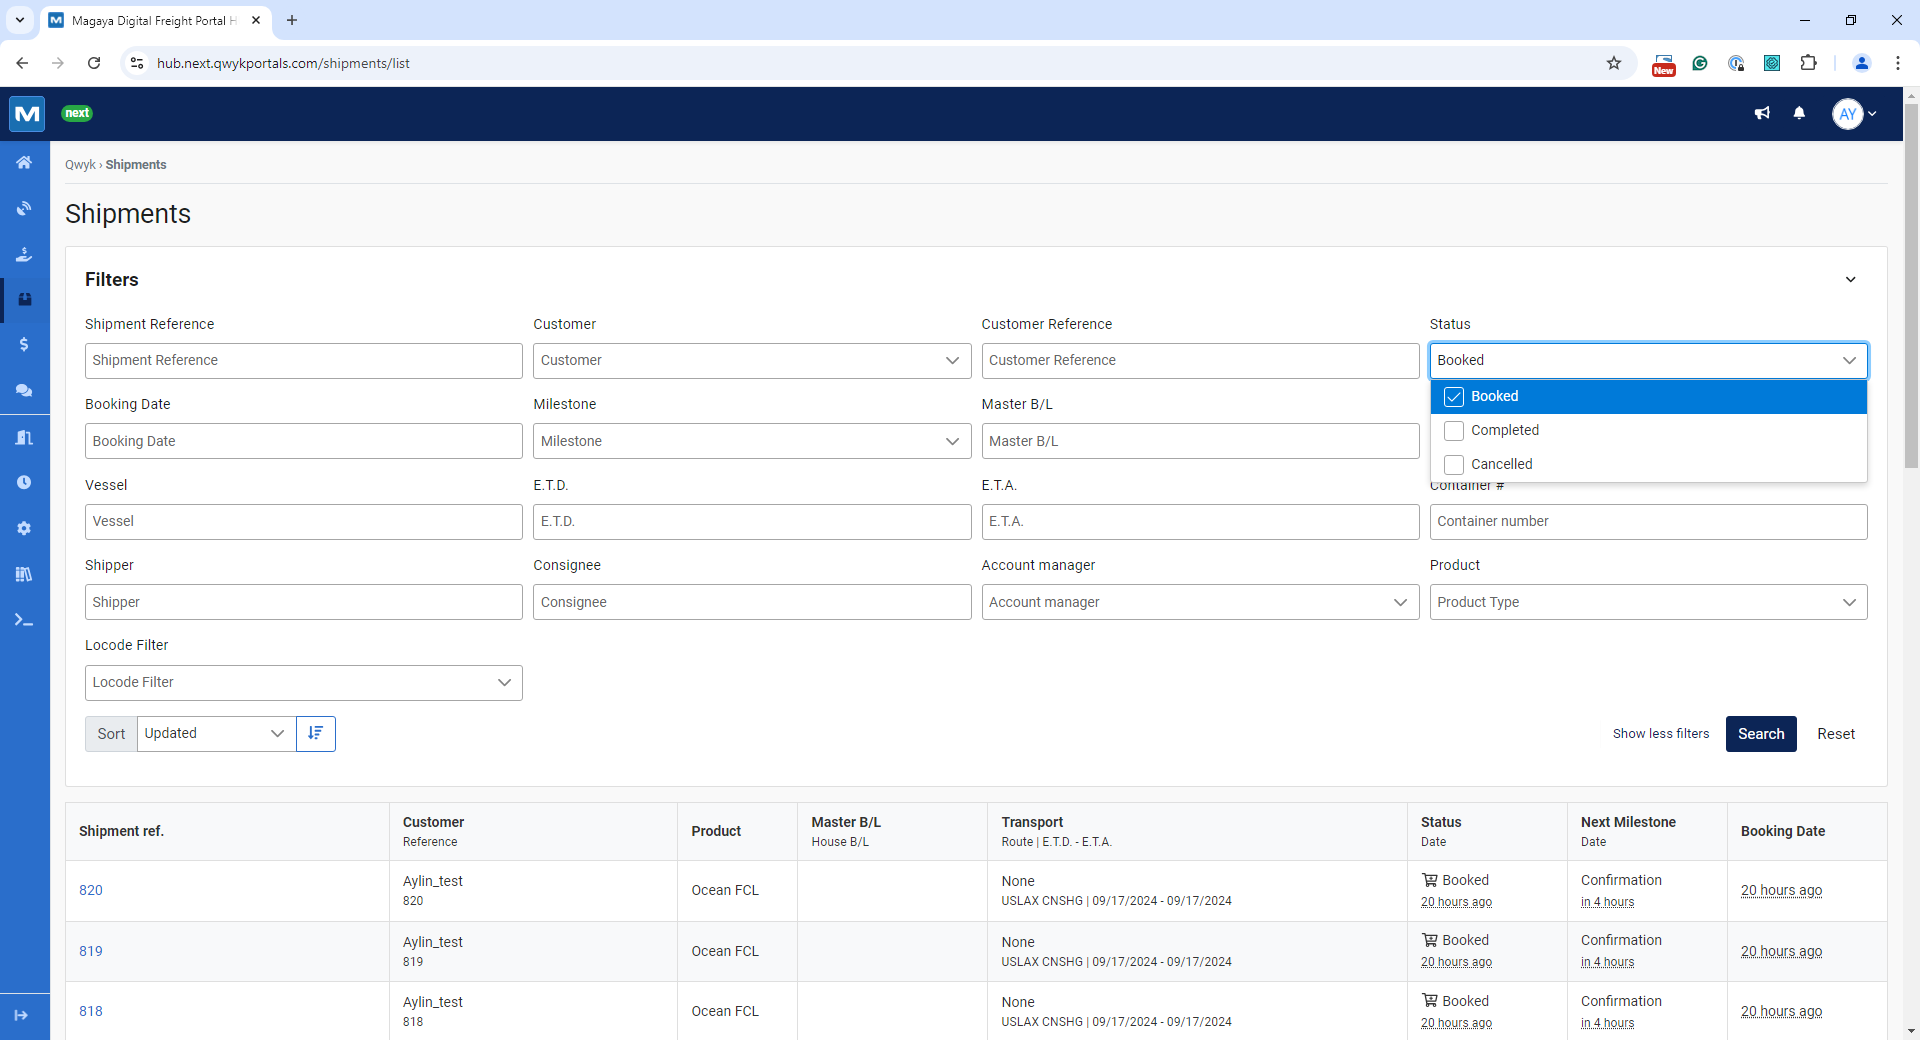 Magaya Digital Freight Portal H
hub.next.qwykportals.com/shipments/list
New
M
next
AY
Qwyk › Shipments
Shipments
Filters
Shipment Reference
Customer
Customer Reference
Status
Shipment Reference
Customer
Customer Reference
Booked
Booked
Completed
Cancelled
Booking Date
Milestone
Master B/L
Booking Date
Milestone
Master B/L
Vessel
E.T.D.
E.T.A.
Container #
Vessel
E.T.D.
E.T.A.
Container number
Shipper
Consignee
Account manager
Product
Shipper
Consignee
Account manager
Product Type
Locode Filter
Locode Filter
Sort
Updated
Show less filters
Search
Reset
Shipment ref.
Customer
Reference
Product
Master B/L
House B/L
Transport
Route | E.T.D. - E.T.A.
Status
Date
Next Milestone
Date
Booking Date
820
Aylin_test
820
Ocean FCL
None
USLAX CNSHG | 09/17/2024 - 09/17/2024
Booked
20 hours ago
Confirmation
in 4 hours
20 hours ago
819
Aylin_test
819
Ocean FCL
None
USLAX CNSHG | 09/17/2024 - 09/17/2024
Booked
20 hours ago
Confirmation
in 4 hours
20 hours ago
818
Aylin_test
818
Ocean FCL
None
USLAX CNSHG | 09/17/2024 - 09/17/2024
Booked
20 hours ago
Confirmation
in 4 hours
20 hours ago